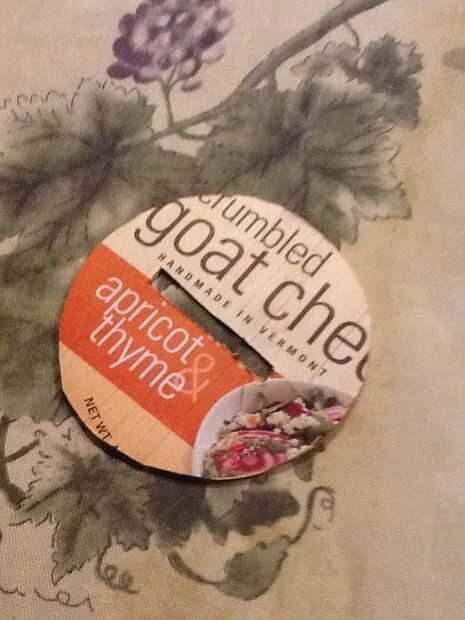 crumbled
goat chee
HANDMADE IN VERMONT
apricot
& thyme
NET WT